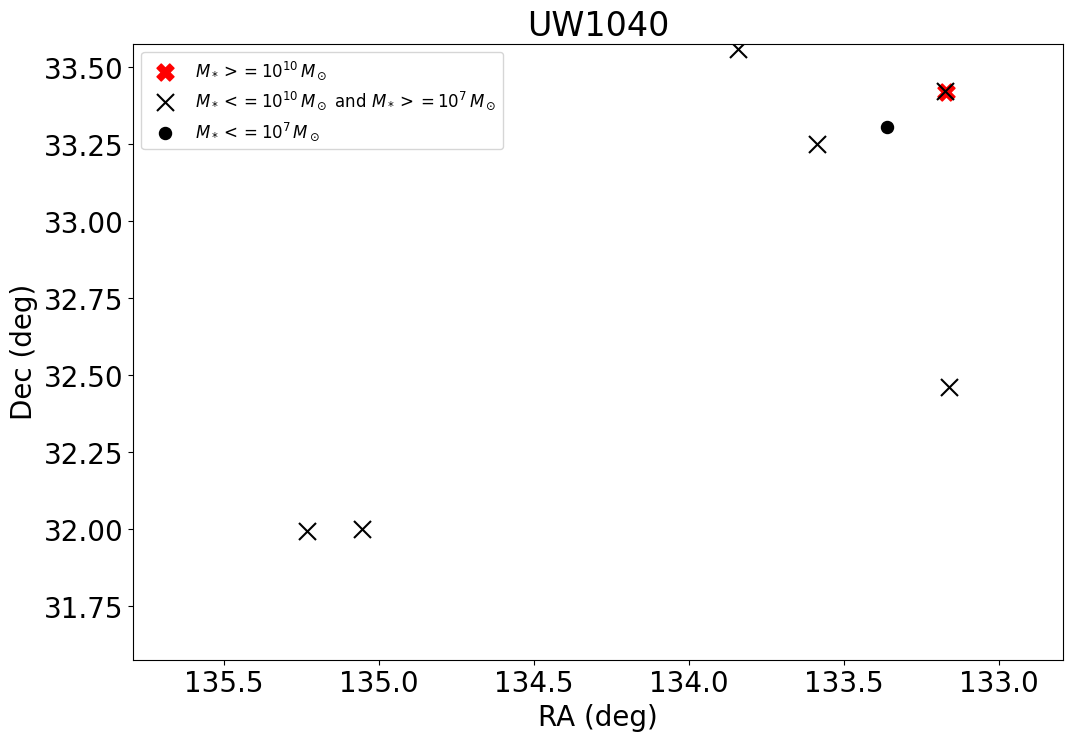 UW1040
M* >= 10^10 M⊙
M* <= 10^10 M⊙ and M* >= 10^7 M⊙
M* <= 10^7 M⊙
33.50
33.25
33.00
32.75
32.50
32.25
32.00
31.75
Dec (deg)
135.5 135.0 134.5 134.0 133.5 133.0
RA (deg)